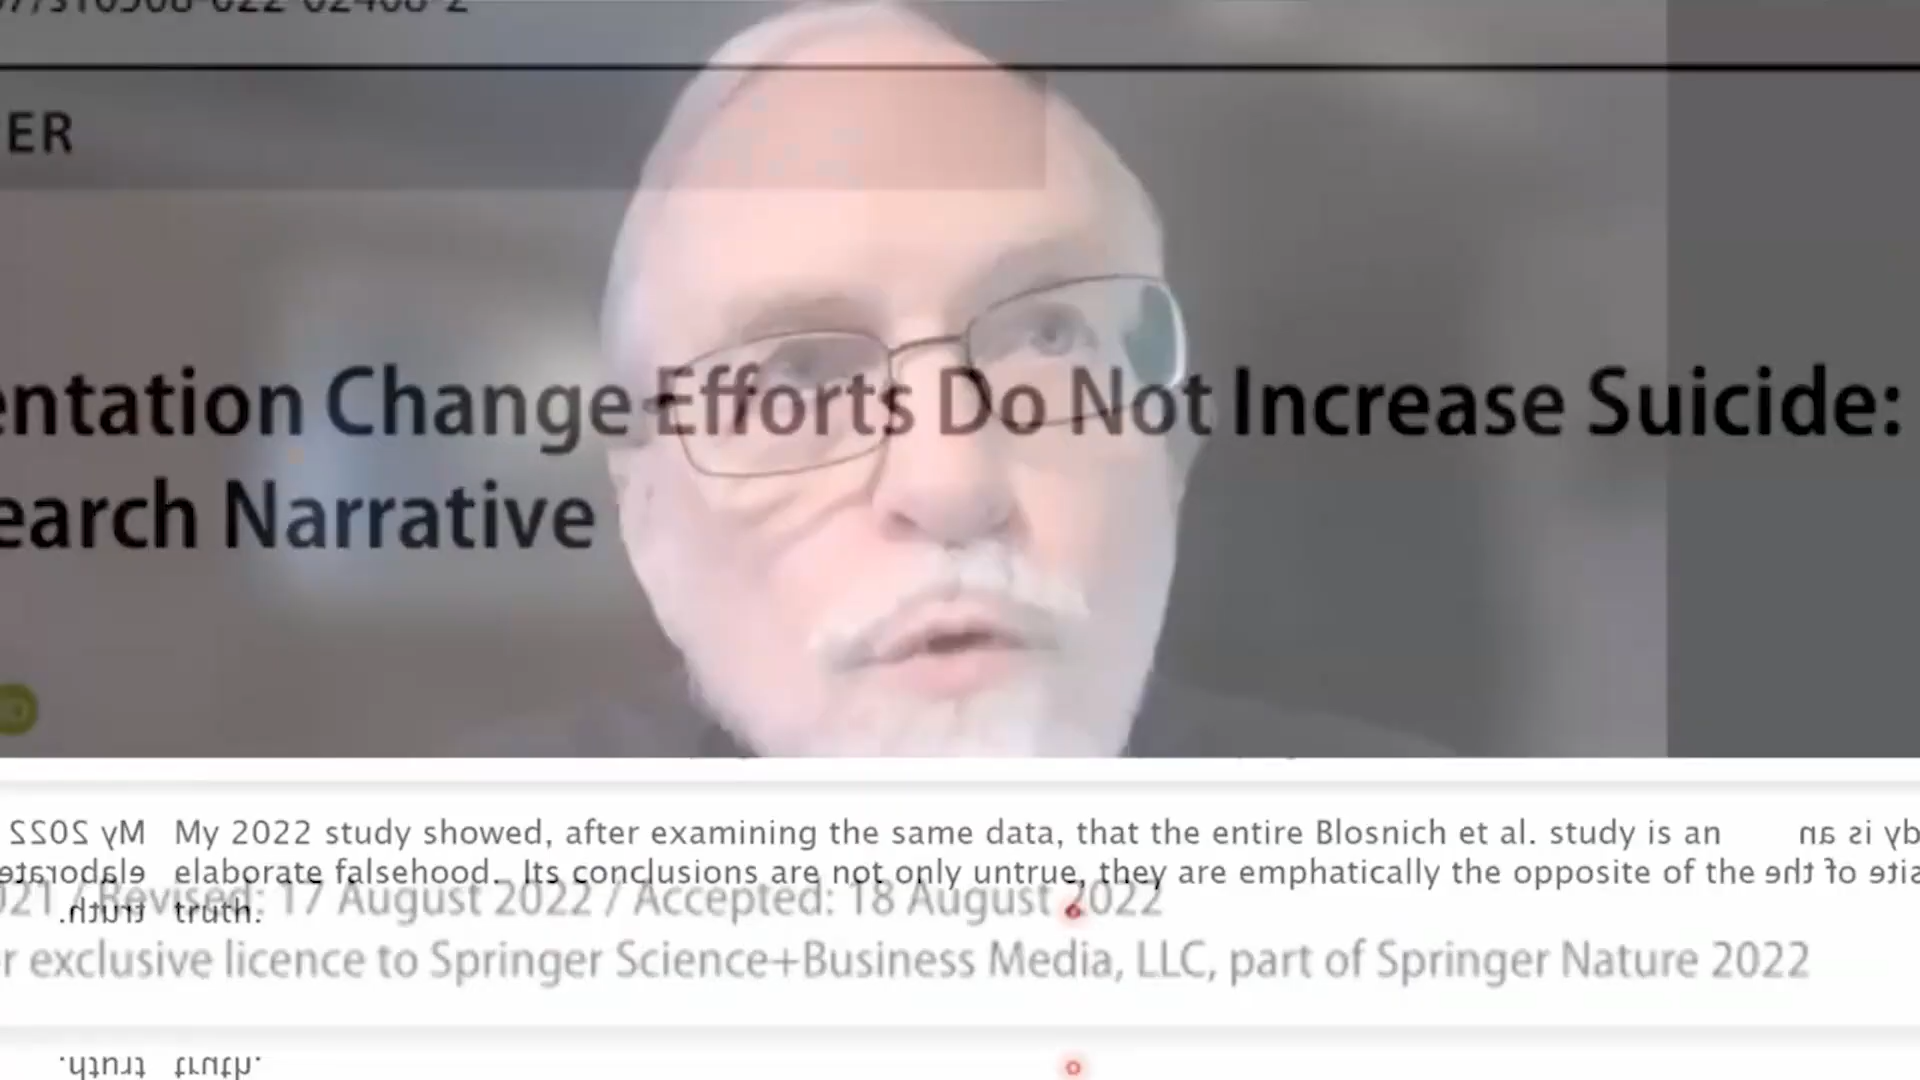 ER
entation Change Efforts Do Not Increase Suicide:
earch Narrative
My 2022 study showed, after examining the same data, that the entire Blosnich et al. study is an
elaborate falsehood. Its conclusions are not only untrue, they are emphatically the opposite of the
truth.
021 / Revised: 17 August 2022 / Accepted: 18 August 2022
r exclusive licence to Springer Science+Business Media, LLC, part of Springer Nature 2022